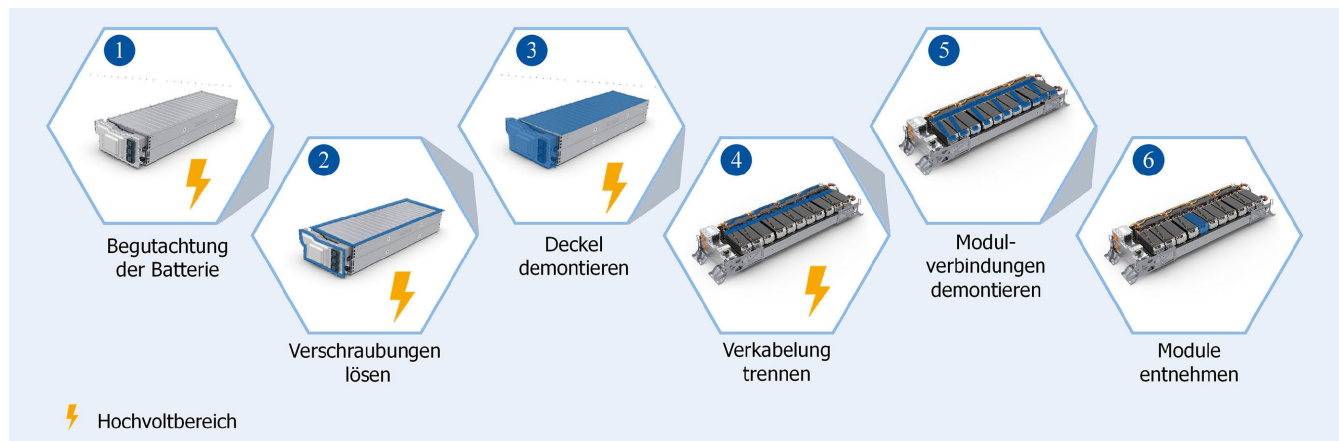 1
Begutachtung
der Batterie
2
Verschraubungen
lösen
3
Deckel
demontieren
4
Verkabelung
trennen
5
Modul-
verbindungen
demontieren
6
Module
entnehmen
Hochvoltbereich